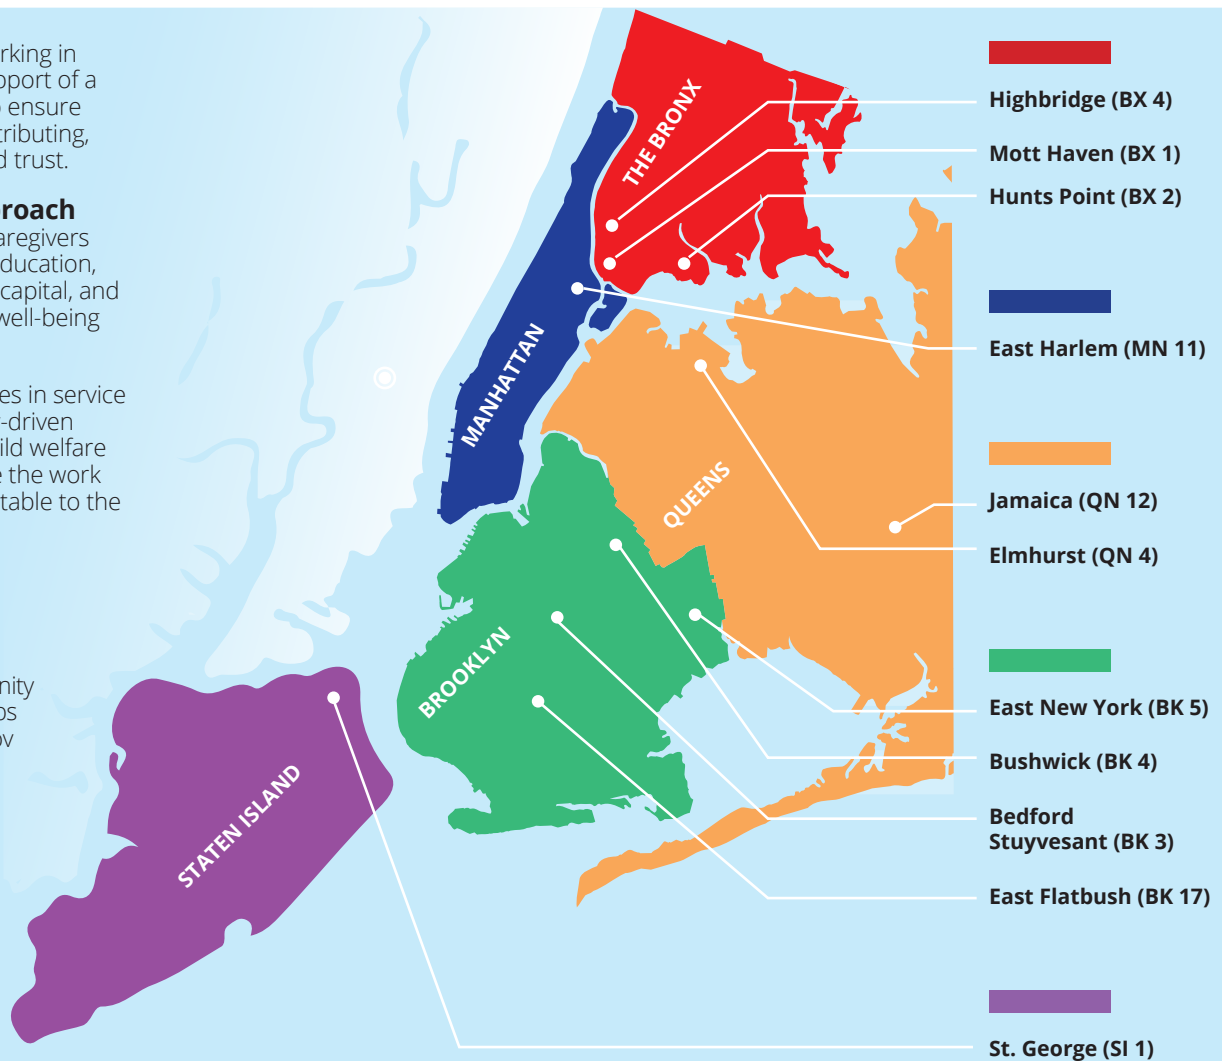 rking in
pport of a
o ensure
tributing,
d trust.
roach
aregivers
ducation,
capital, and
well-being
es in service
-driven
ild welfare
e the work
table to the
nity
ps
ov
THE BRONX
MANHATTAN
QUEENS
BROOKLYN
STATEN ISLAND
Highbridge (BX 4)
Mott Haven (BX 1)
Hunts Point (BX 2)
East Harlem (MN 11)
Jamaica (QN 12)
Elmhurst (QN 4)
East New York (BK 5)
Bushwick (BK 4)
Bedford
Stuyvesant (BK 3)
East Flatbush (BK 17)
St. George (SI 1)